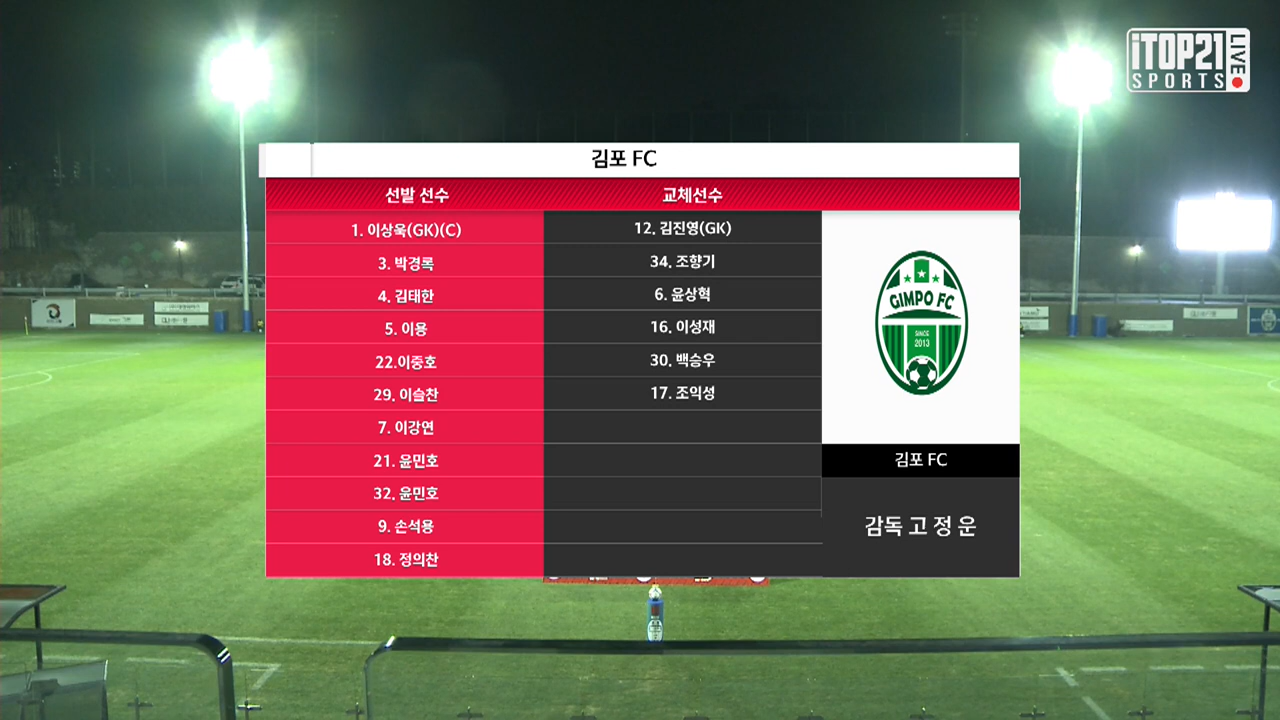 iTOP21
SPORTS
LIVE
김포 FC
선발 선수
교체선수
1. 이상욱(GK)(C)
3. 박경록
4. 김태한
5. 이용
22.이중호
29. 이슬찬
7. 이강연
21. 윤민호
32. 윤민호
9. 손석용
18. 정의찬
12. 김진영(GK)
34. 조향기
6. 윤상혁
16. 이성재
30. 백승우
17. 조익성
GIMPO FC
SINCE
2013
김포 FC
감독 고 정 운